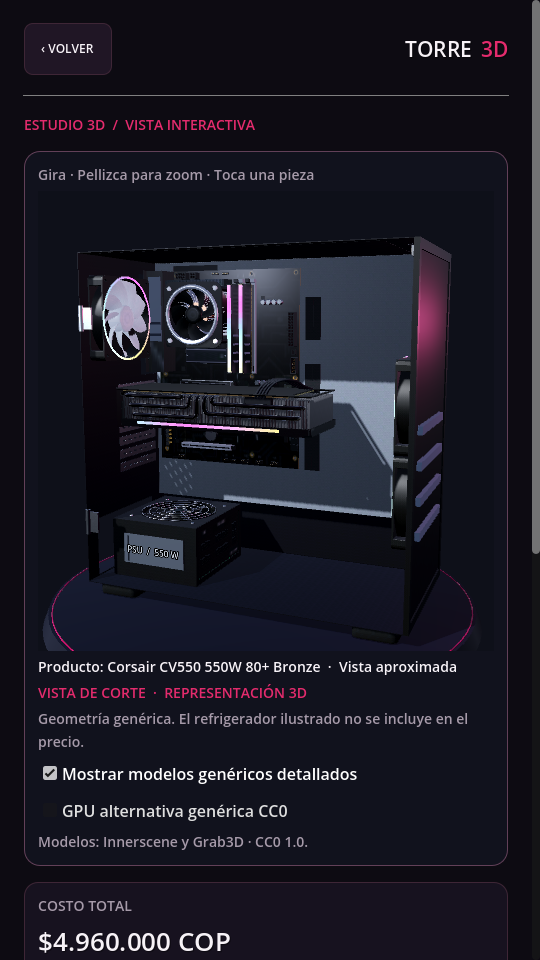 ‹ VOLVER
TORRE 3D
ESTUDIO 3D / VISTA INTERACTIVA
Gira · Pellizca para zoom · Toca una pieza
PSU / 550 W
Producto: Corsair CV550 550W 80+ Bronze · Vista aproximada
VISTA DE CORTE · REPRESENTACIÓN 3D
Geometría genérica. El refrigerador ilustrado no se incluye en el
precio.
Mostrar modelos genéricos detallados
GPU alternativa genérica CC0
Modelos: Innerscene y Grab3D · CC0 1.0.
COSTO TOTAL
$4.960.000 COP